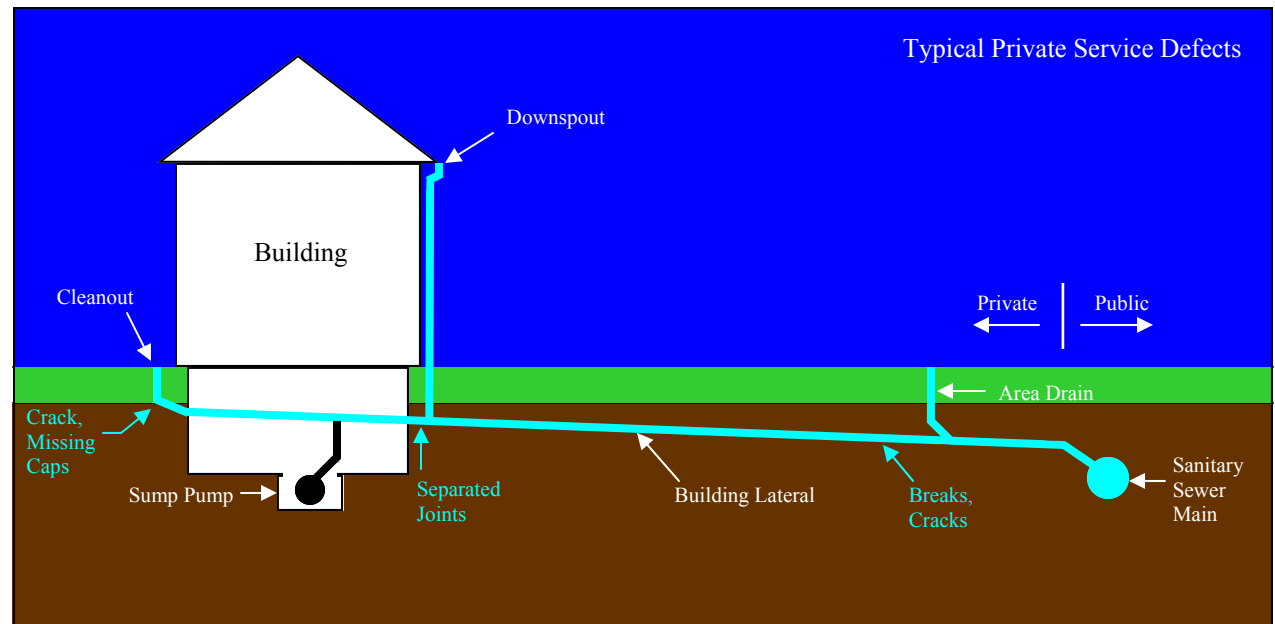 Typical Private Service Defects
Downspout
Building
Cleanout
Private
Public
Area Drain
Crack,
Missing
Caps
Sump Pump
Separated
Joints
Building Lateral
Breaks,
Cracks
Sanitary
Sewer
Main